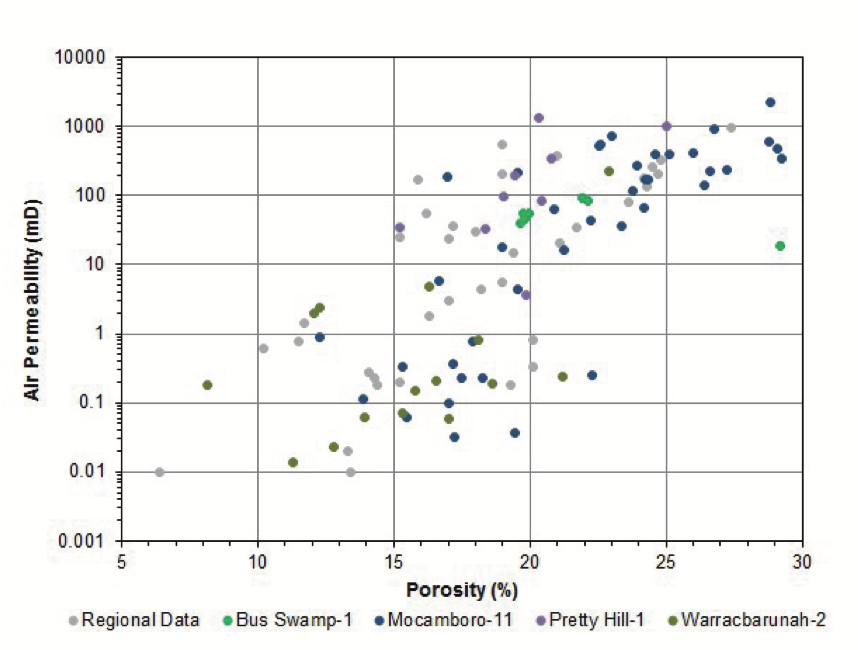 10000
1000
100
10
1
0.1
0.01
0.001
Air Permeability (mD)
5 10 15 20 25 30
Porosity (%)
Regional Data Bus Swamp-1 Mocamboro-11 Pretty Hill-1 Warracbarunah-2